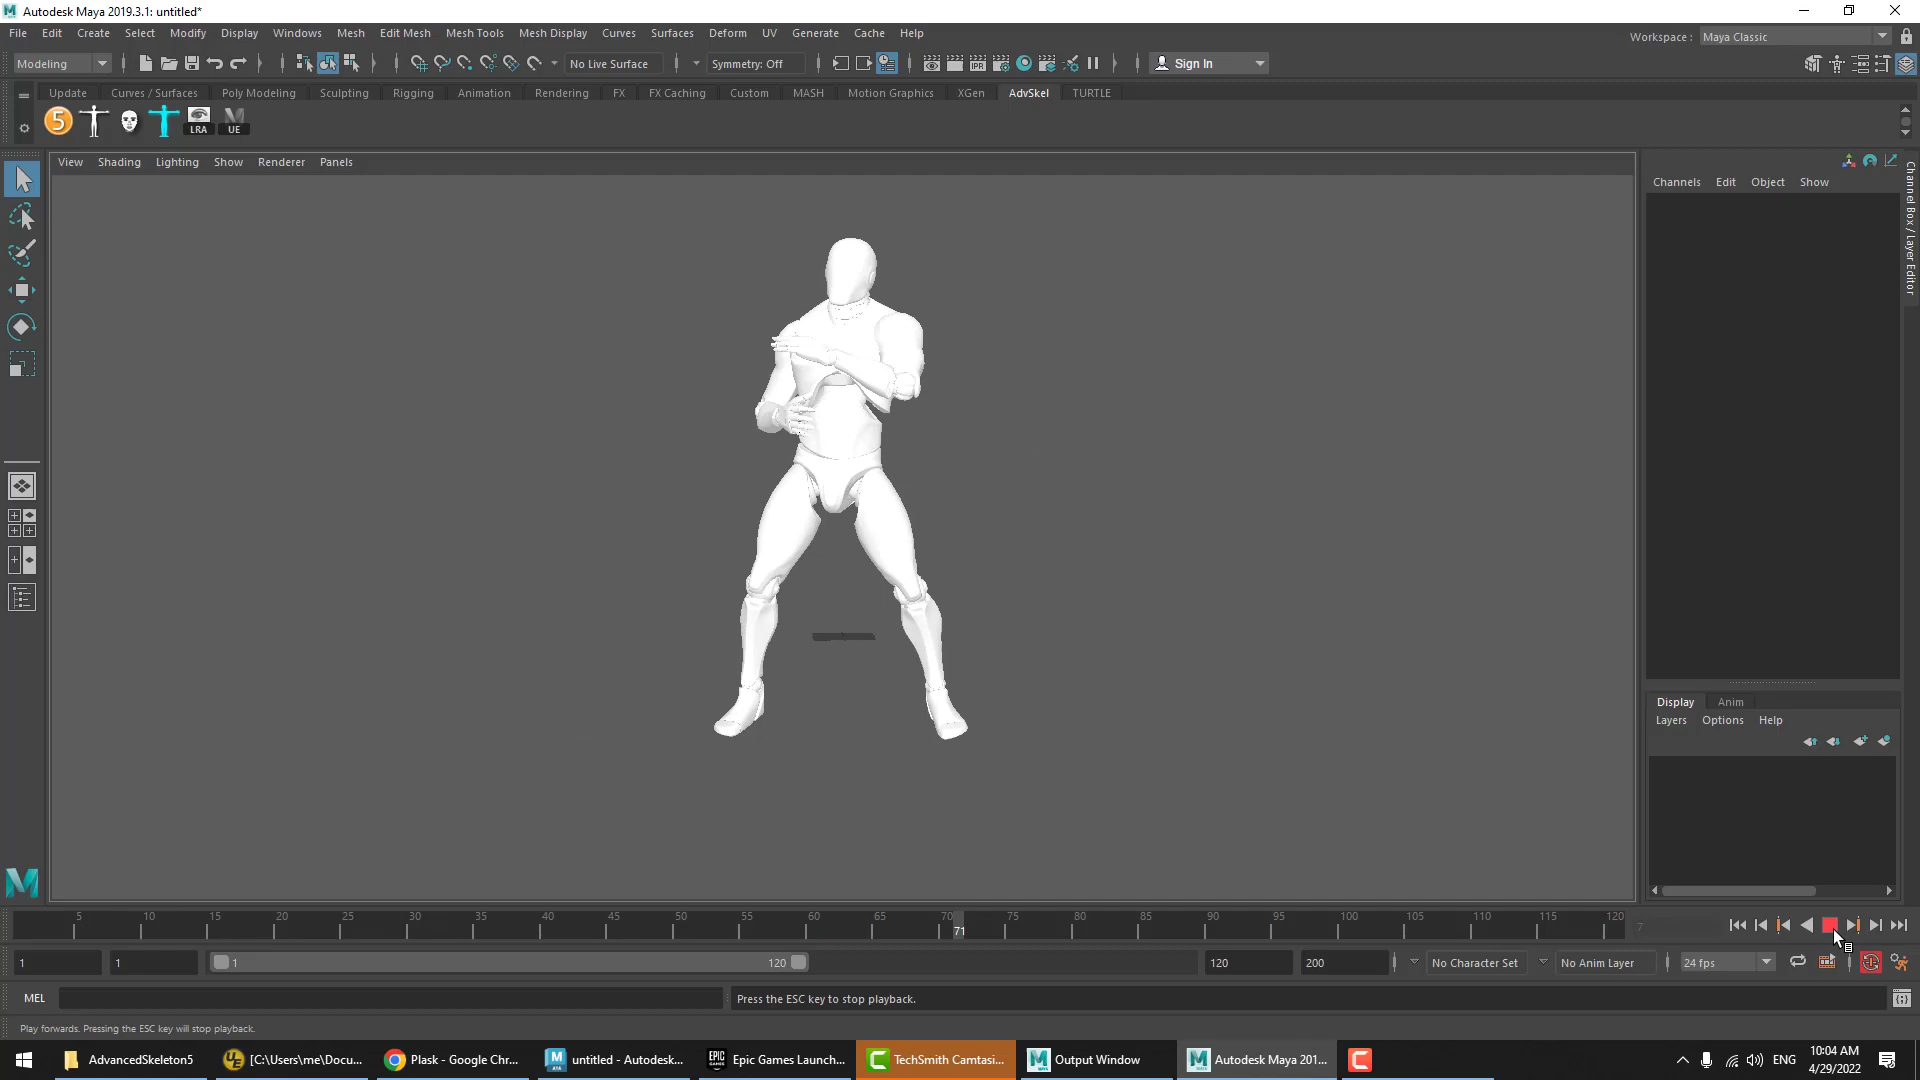 Autodesk Maya 2019.3.1: untitled*
File Edit Create Select Modify Display Windows Mesh Edit Mesh Mesh Tools Mesh Display Curves Surfaces Deform UV Generate Cache Help
Workspace : Maya Classic
Modeling No Live Surface Symmetry: Off IPR Sign In
Update Curves / Surfaces Poly Modeling Sculpting Rigging Animation Rendering FX FX Caching Custom MASH Motion Graphics XGen AdvSkel TURTLE
5 LRA UE
View Shading Lighting Show Renderer Panels
Channels Edit Object Show
Channel Box / Layer Editor
Display Anim
Layers Options Help
5 10 15 20 25 30 35 40 45 50 55 60 65 70 75 80 85 90 95 100 105 110 115 120
71
7
1 1 1 120 120 200 No Character Set No Anim Layer 24 fps
MEL Press the ESC key to stop playback.
Play forwards. Pressing the ESC key will stop playback.
AdvancedSkeleton5 [C:\Users\me\Docu... Plask - Google Chr... untitled - Autodesk... Epic Games Launch... TechSmith Camtasi... Output Window Autodesk Maya 201... ENG
10:04 AM
4/29/2022